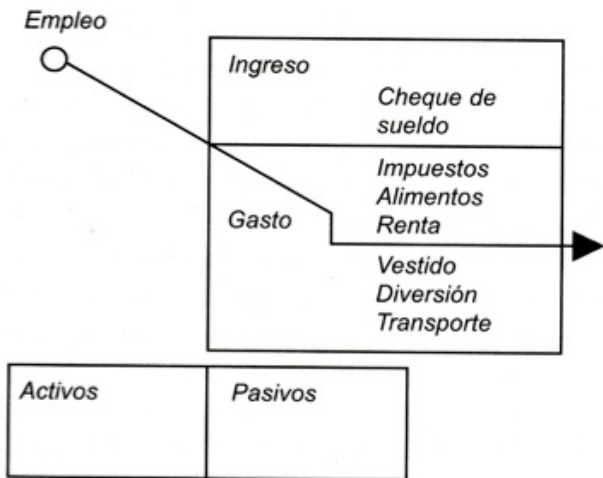 Empleo
Ingreso
Cheque de
sueldo
Impuestos
Alimentos
Gasto
Renta
Vestido
Diversión
Transporte
Activos
Pasivos